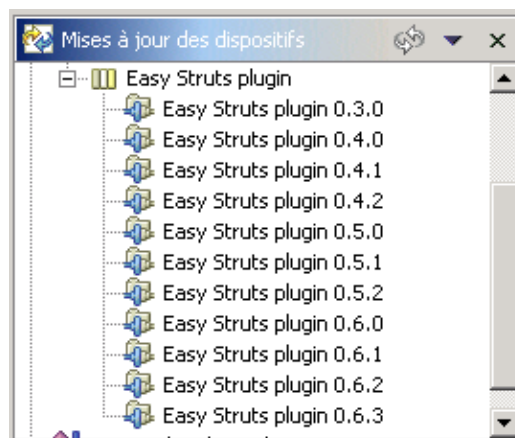 Mises à jour des dispositifs
Easy Struts plugin
Easy Struts plugin 0.3.0
Easy Struts plugin 0.4.0
Easy Struts plugin 0.4.1
Easy Struts plugin 0.4.2
Easy Struts plugin 0.5.0
Easy Struts plugin 0.5.1
Easy Struts plugin 0.5.2
Easy Struts plugin 0.6.0
Easy Struts plugin 0.6.1
Easy Struts plugin 0.6.2
Easy Struts plugin 0.6.3